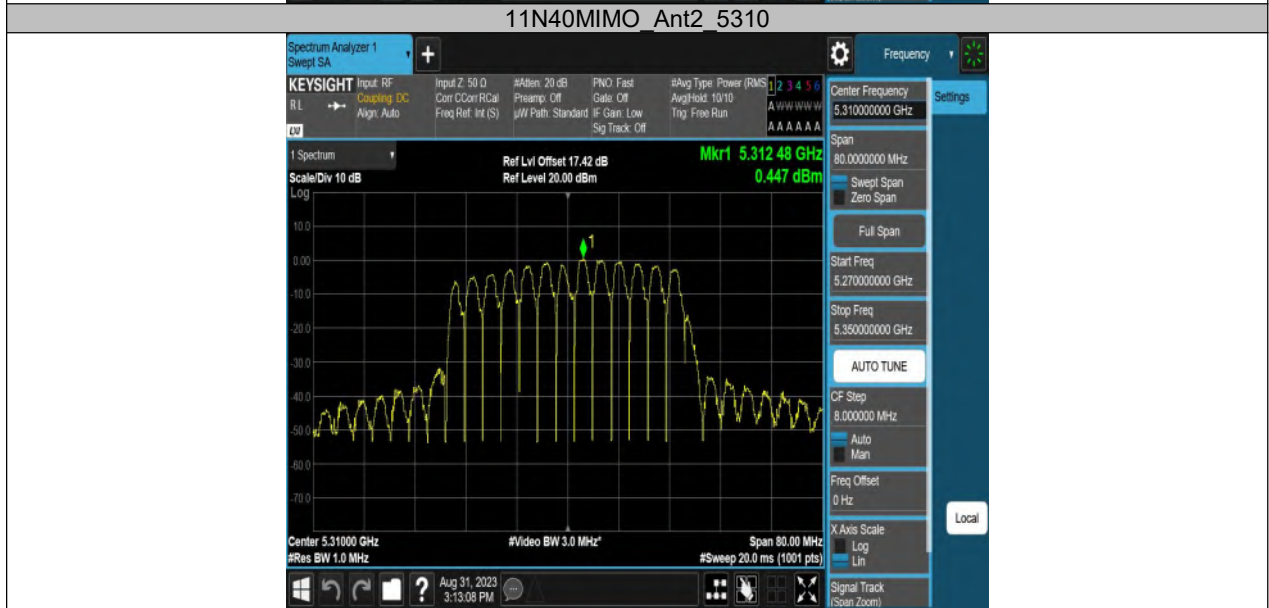 11N40MIMO_Ant2_5310
Spectrum Analyzer 1
Swept SA
+
Frequency
KEYSIGHT
RL
LXI
Input: RF
Coupling: DC
Align: Auto
Input Z: 50 Ω
Corr CCorr RCal
Freq Ref: Int (S)
#Atten: 20 dB
Preamp: Off
µW Path: Standard
PNO: Fast
Gate: Off
IF Gain: Low
Sig Track: Off
#Avg Type: Power (RMS
Avg|Hold: 10/10
Trig: Free Run
1 2 3 4 5 6
A W W W W W
A A A A A A
Center Frequency
5.310000000 GHz
Settings
1 Spectrum
Scale/Div 10 dB
Log
Ref Lvl Offset 17.42 dB
Ref Level 20.00 dBm
Mkr1 5.312 48 GHz
0.447 dBm
Span
80.0000000 MHz
Swept Span
Zero Span
Full Span
Start Freq
5.270000000 GHz
Stop Freq
5.350000000 GHz
AUTO TUNE
CF Step
8.000000 MHz
Auto
Man
Freq Offset
0 Hz
X Axis Scale
Log
Lin
Local
Signal Track
(Span Zoom)
10.0
0.00
-10.0
-20.0
-30.0
-40.0
-50.0
-60.0
-70.0
1
Center 5.31000 GHz
#Res BW 1.0 MHz
#Video BW 3.0 MHz*
Span 80.00 MHz
#Sweep 20.0 ms (1001 pts)
?
Aug 31, 2023
3:13:08 PM